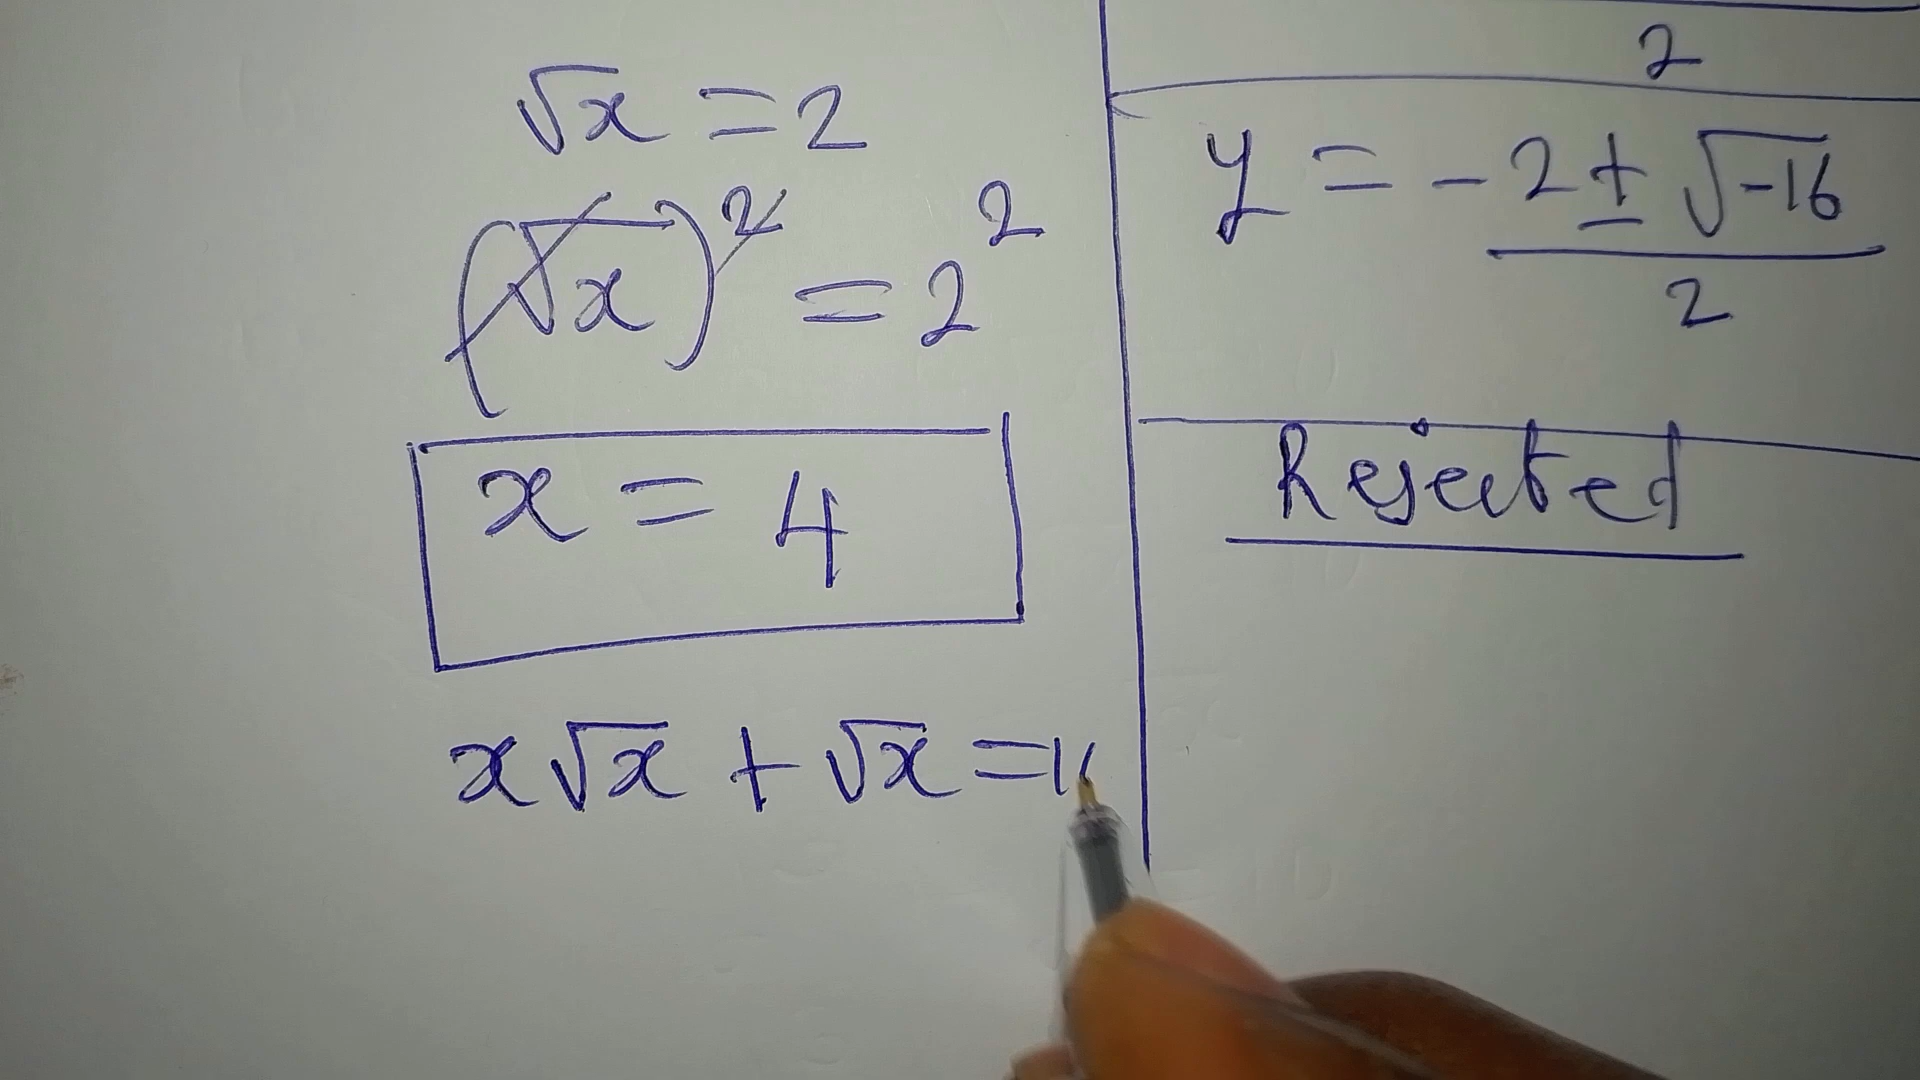 √x = 2
(√x)² = 2²
x = 4
x√x + √x = 1
2
y = -2 ± √-16
2
Rejected